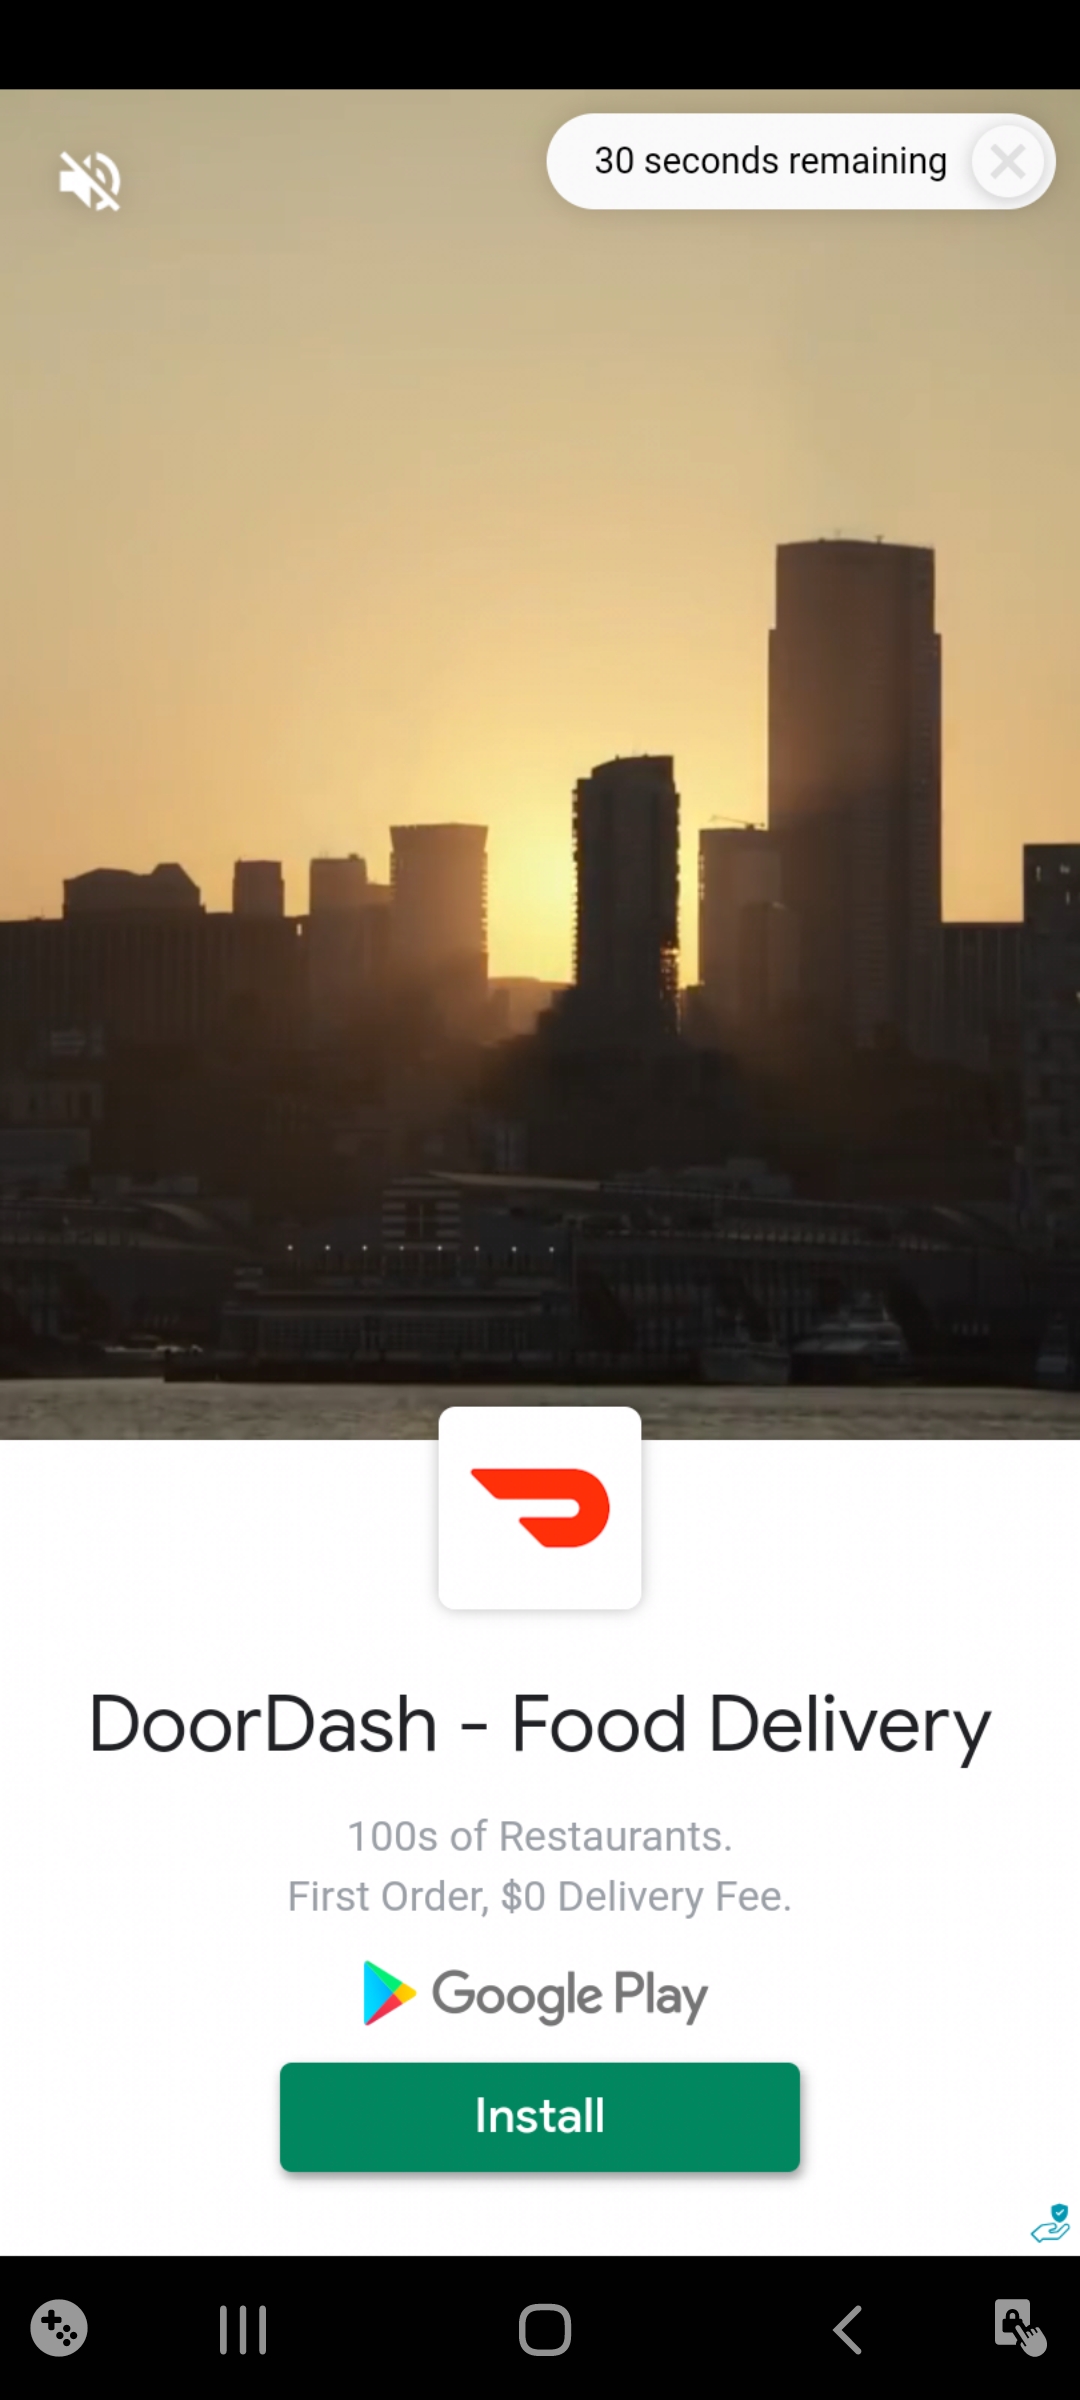 30 seconds remaining
DoorDash - Food Delivery
100s of Restaurants.
First Order, $0 Delivery Fee.
Google Play
Install